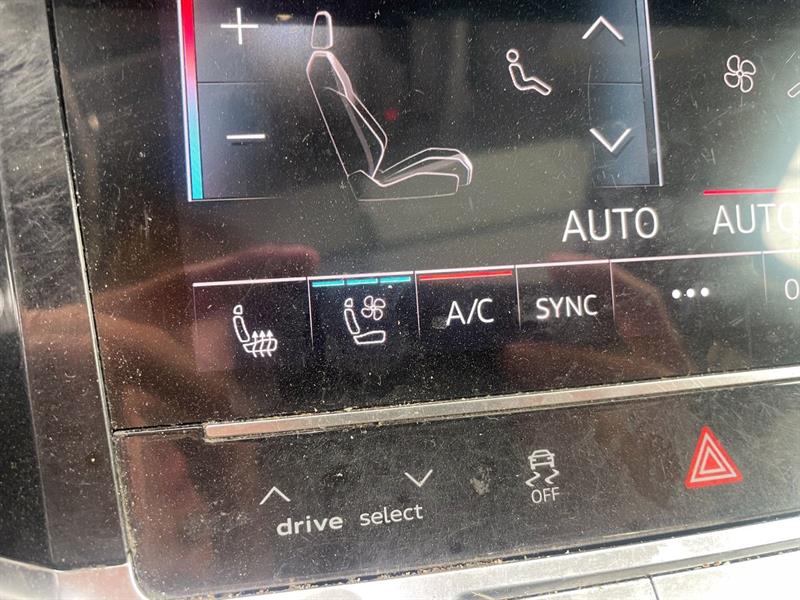 AUTO
AUTO
A/C
SYNC
OFF
drive select